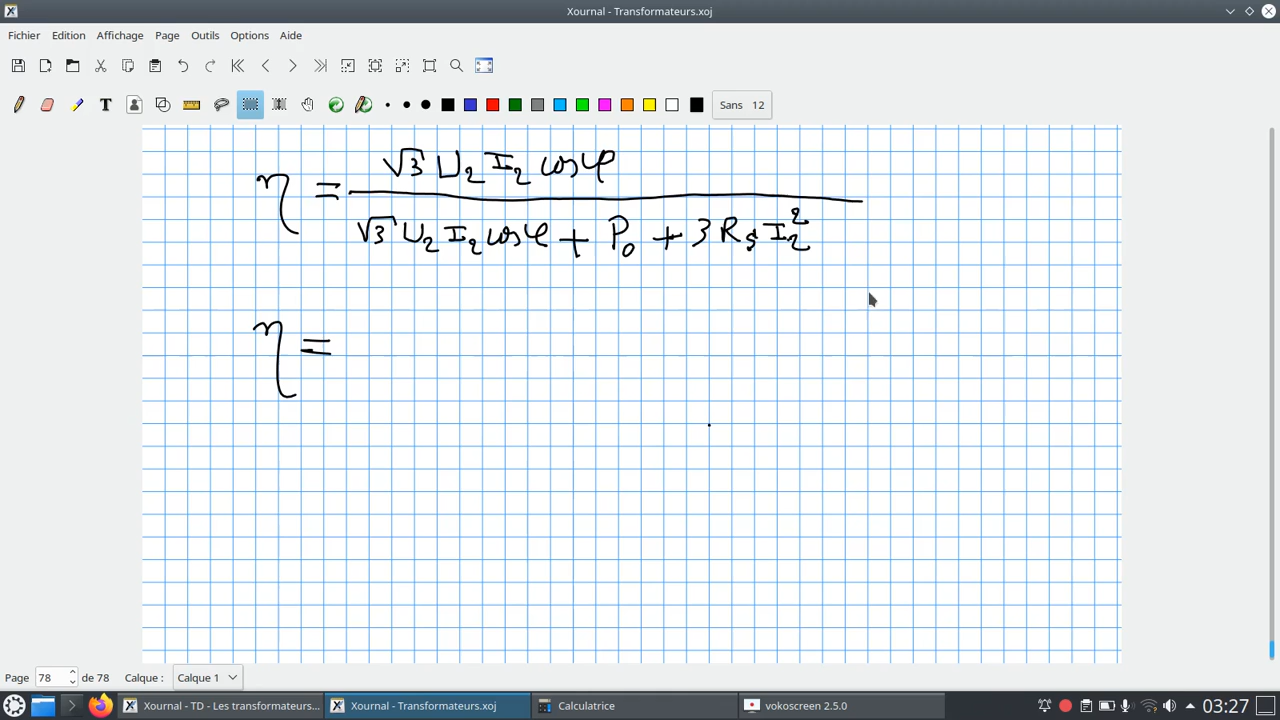 Xournal - Transformateurs.xoj
Fichier Edition Affichage Page Outils Options Aide
T Sans 12
η = √3 U₂ I₂ cosφ
√3 U₂ I₂ cosφ + P₀ + 3 Rₛ I₂²
η =
Page 78 de 78 Calque : Calque 1
Xournal - TD - Les transformateurs... Xournal - Transformateurs.xoj Calculatrice vokoscreen 2.5.0 03:27